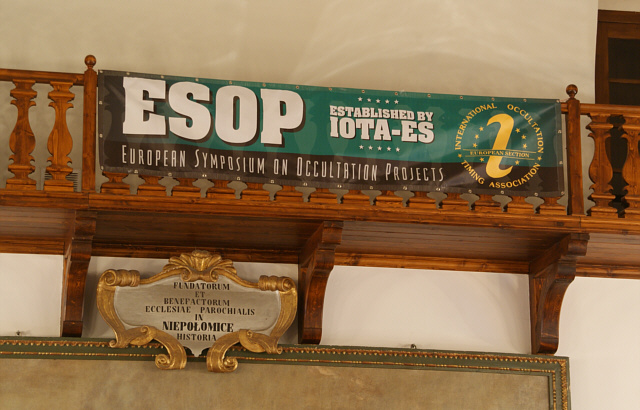 ESOP
ESTABLISHED BY
IOTA-ES
EUROPEAN SYMPOSIUM ON OCCULTATION PROJECTS
INTERNATIONAL OCCULTATION
i
EUROPEAN SECTION
TIMING ASSOCIATION
FUNDATORUM
ET
BENEFACTORUM
ECCLESIAE PAROCHIALIS
IN
NIEPOŁOMICE
HISTORIA